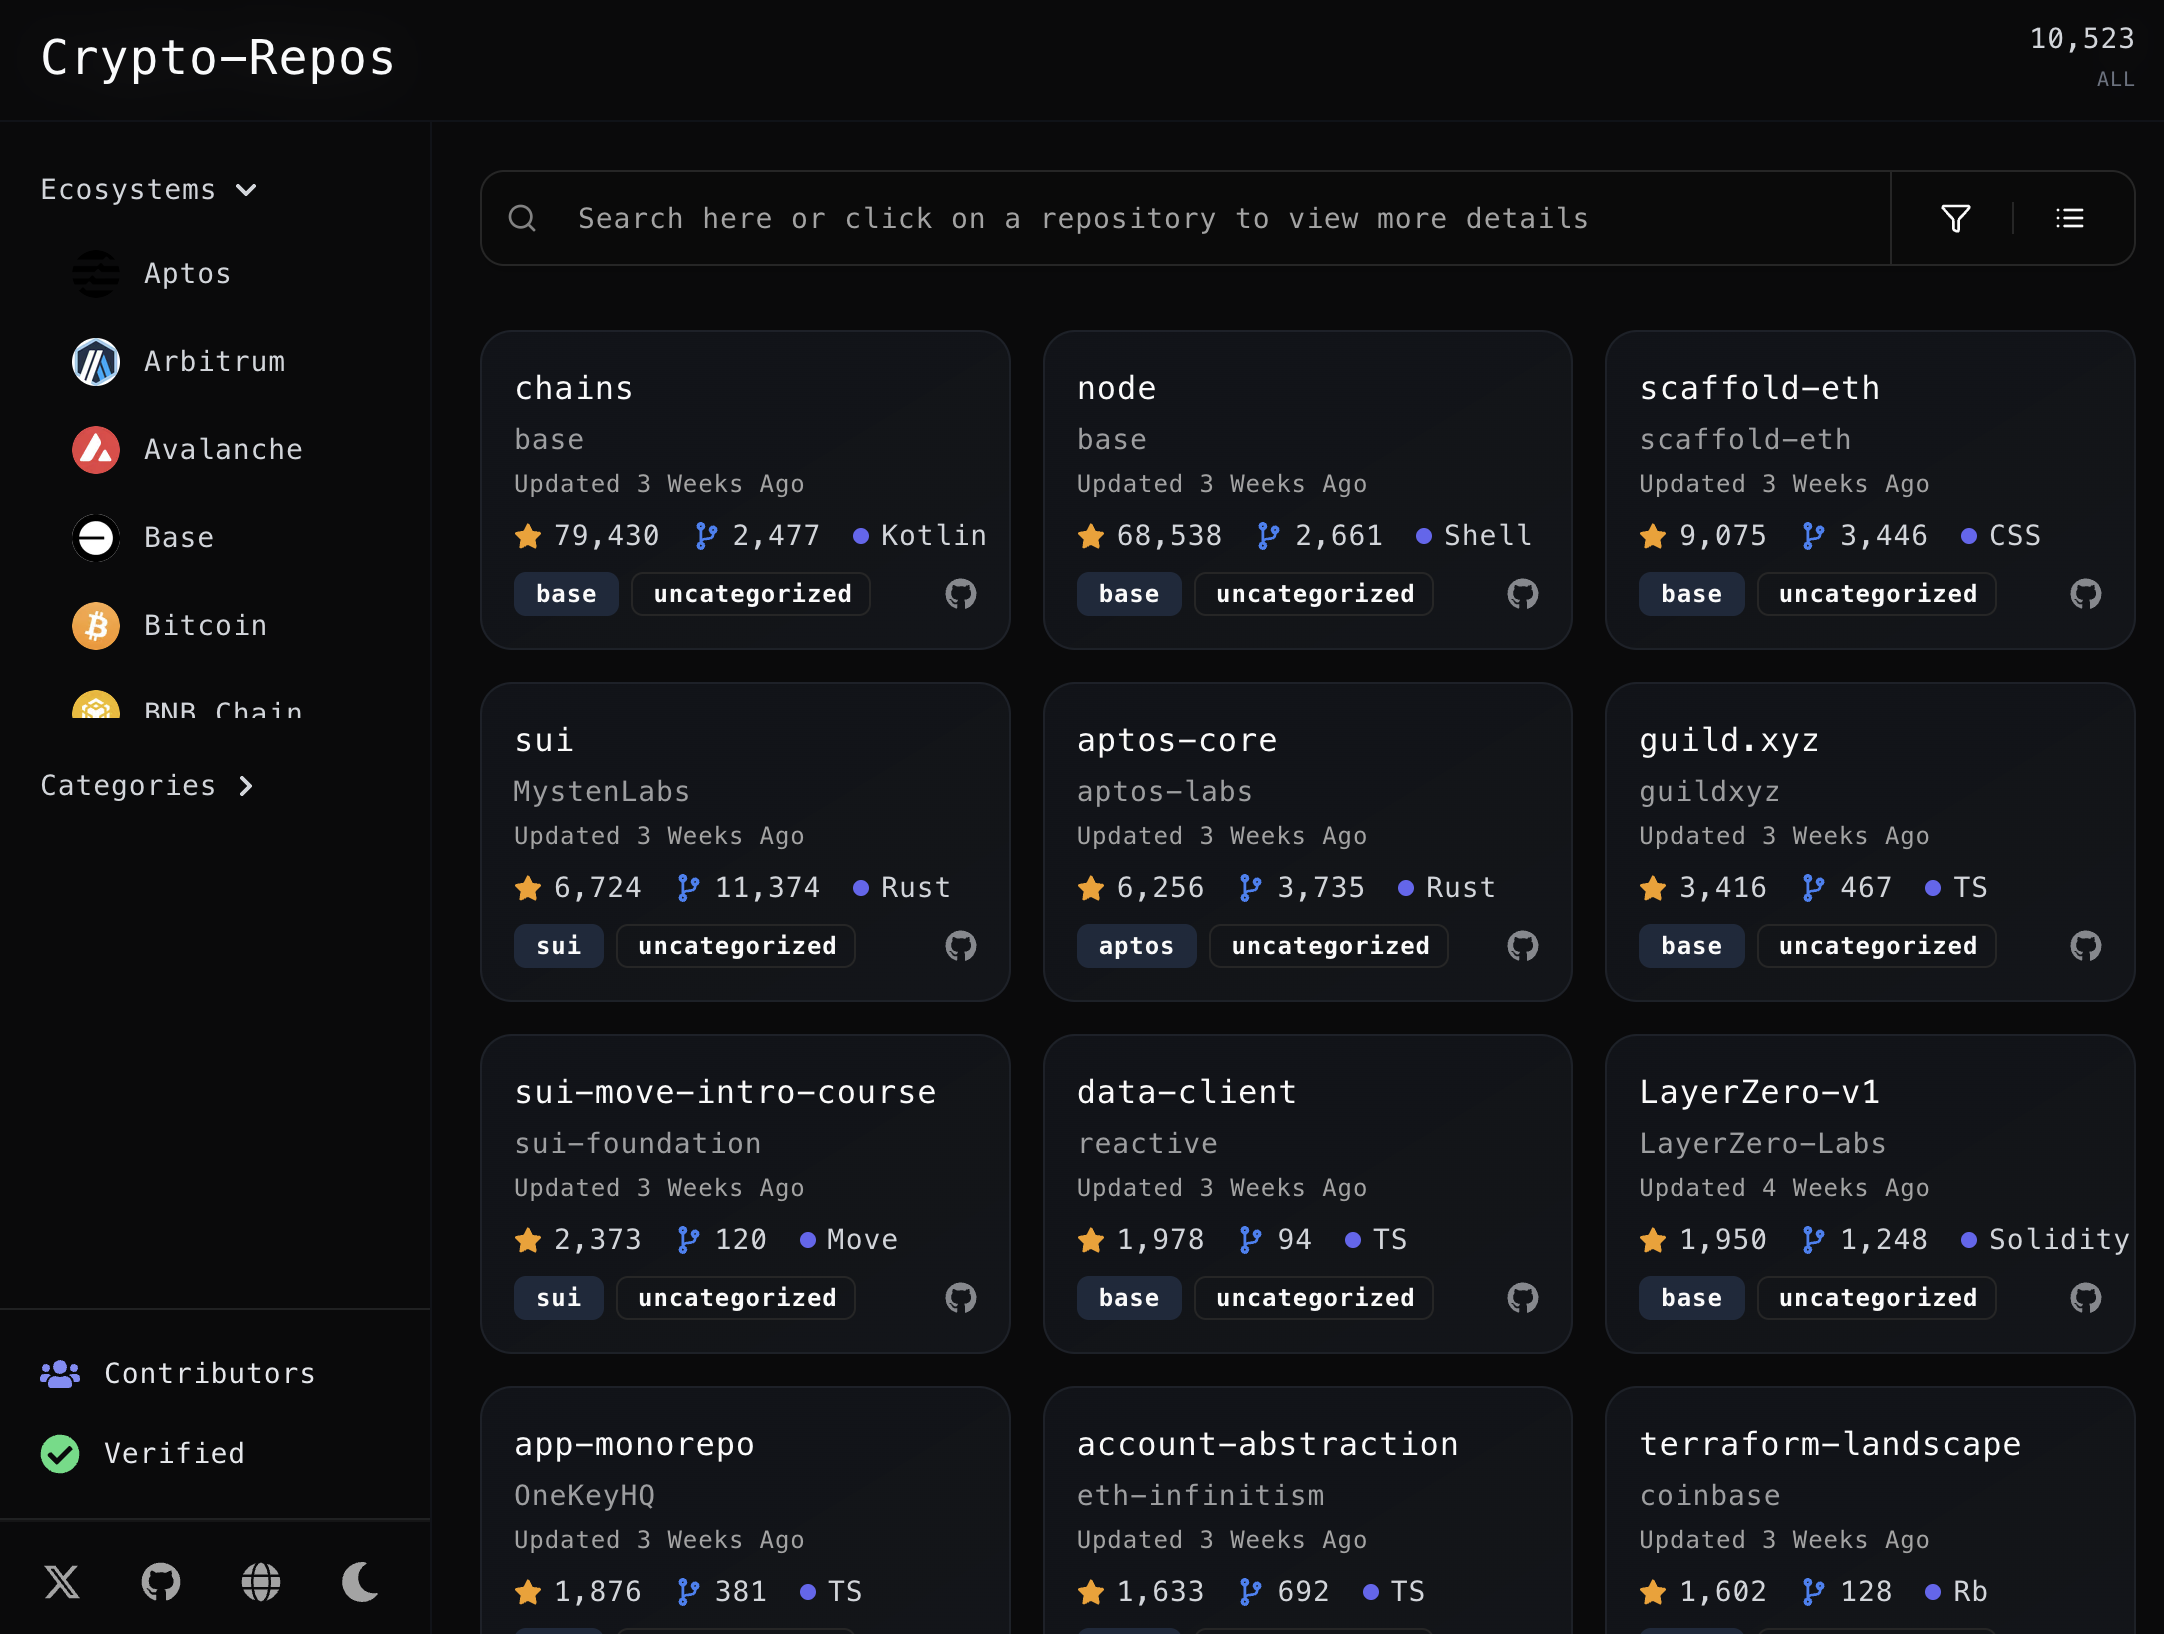 Crypto-Repos
10,523
ALL
Ecosystems
Aptos
Arbitrum
Avalanche
Base
Bitcoin
BNB Chain
Categories
Contributors
Verified
Search here or click on a repository to view more details
chains
base
Updated 3 Weeks Ago
79,430 2,477 Kotlin
base uncategorized
node
base
Updated 3 Weeks Ago
68,538 2,661 Shell
base uncategorized
scaffold-eth
scaffold-eth
Updated 3 Weeks Ago
9,075 3,446 CSS
base uncategorized
sui
MystenLabs
Updated 3 Weeks Ago
6,724 11,374 Rust
sui uncategorized
aptos-core
aptos-labs
Updated 3 Weeks Ago
6,256 3,735 Rust
aptos uncategorized
guild.xyz
guildxyz
Updated 3 Weeks Ago
3,416 467 TS
base uncategorized
sui-move-intro-course
sui-foundation
Updated 3 Weeks Ago
2,373 120 Move
sui uncategorized
data-client
reactive
Updated 3 Weeks Ago
1,978 94 TS
base uncategorized
LayerZero-v1
LayerZero-Labs
Updated 4 Weeks Ago
1,950 1,248 Solidity
base uncategorized
app-monorepo
OneKeyHQ
Updated 3 Weeks Ago
1,876 381 TS
account-abstraction
eth-infinitism
Updated 3 Weeks Ago
1,633 692 TS
terraform-landscape
coinbase
Updated 3 Weeks Ago
1,602 128 Rb